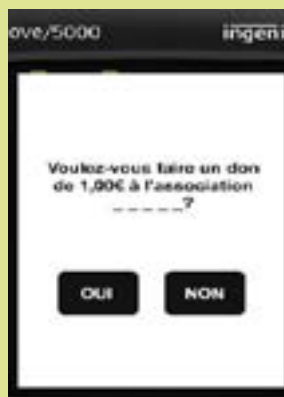 ove/5000 ingeni
Voulez-vous faire un don
de 1,00€ à l'association
_ _ _ _ _?
OUI NON